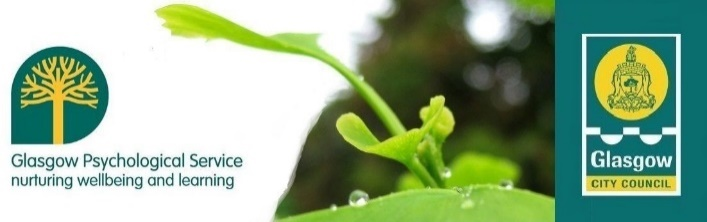 Glasgow Psychological Service
nurturing wellbeing and learning
Glasgow
CITY COUNCIL